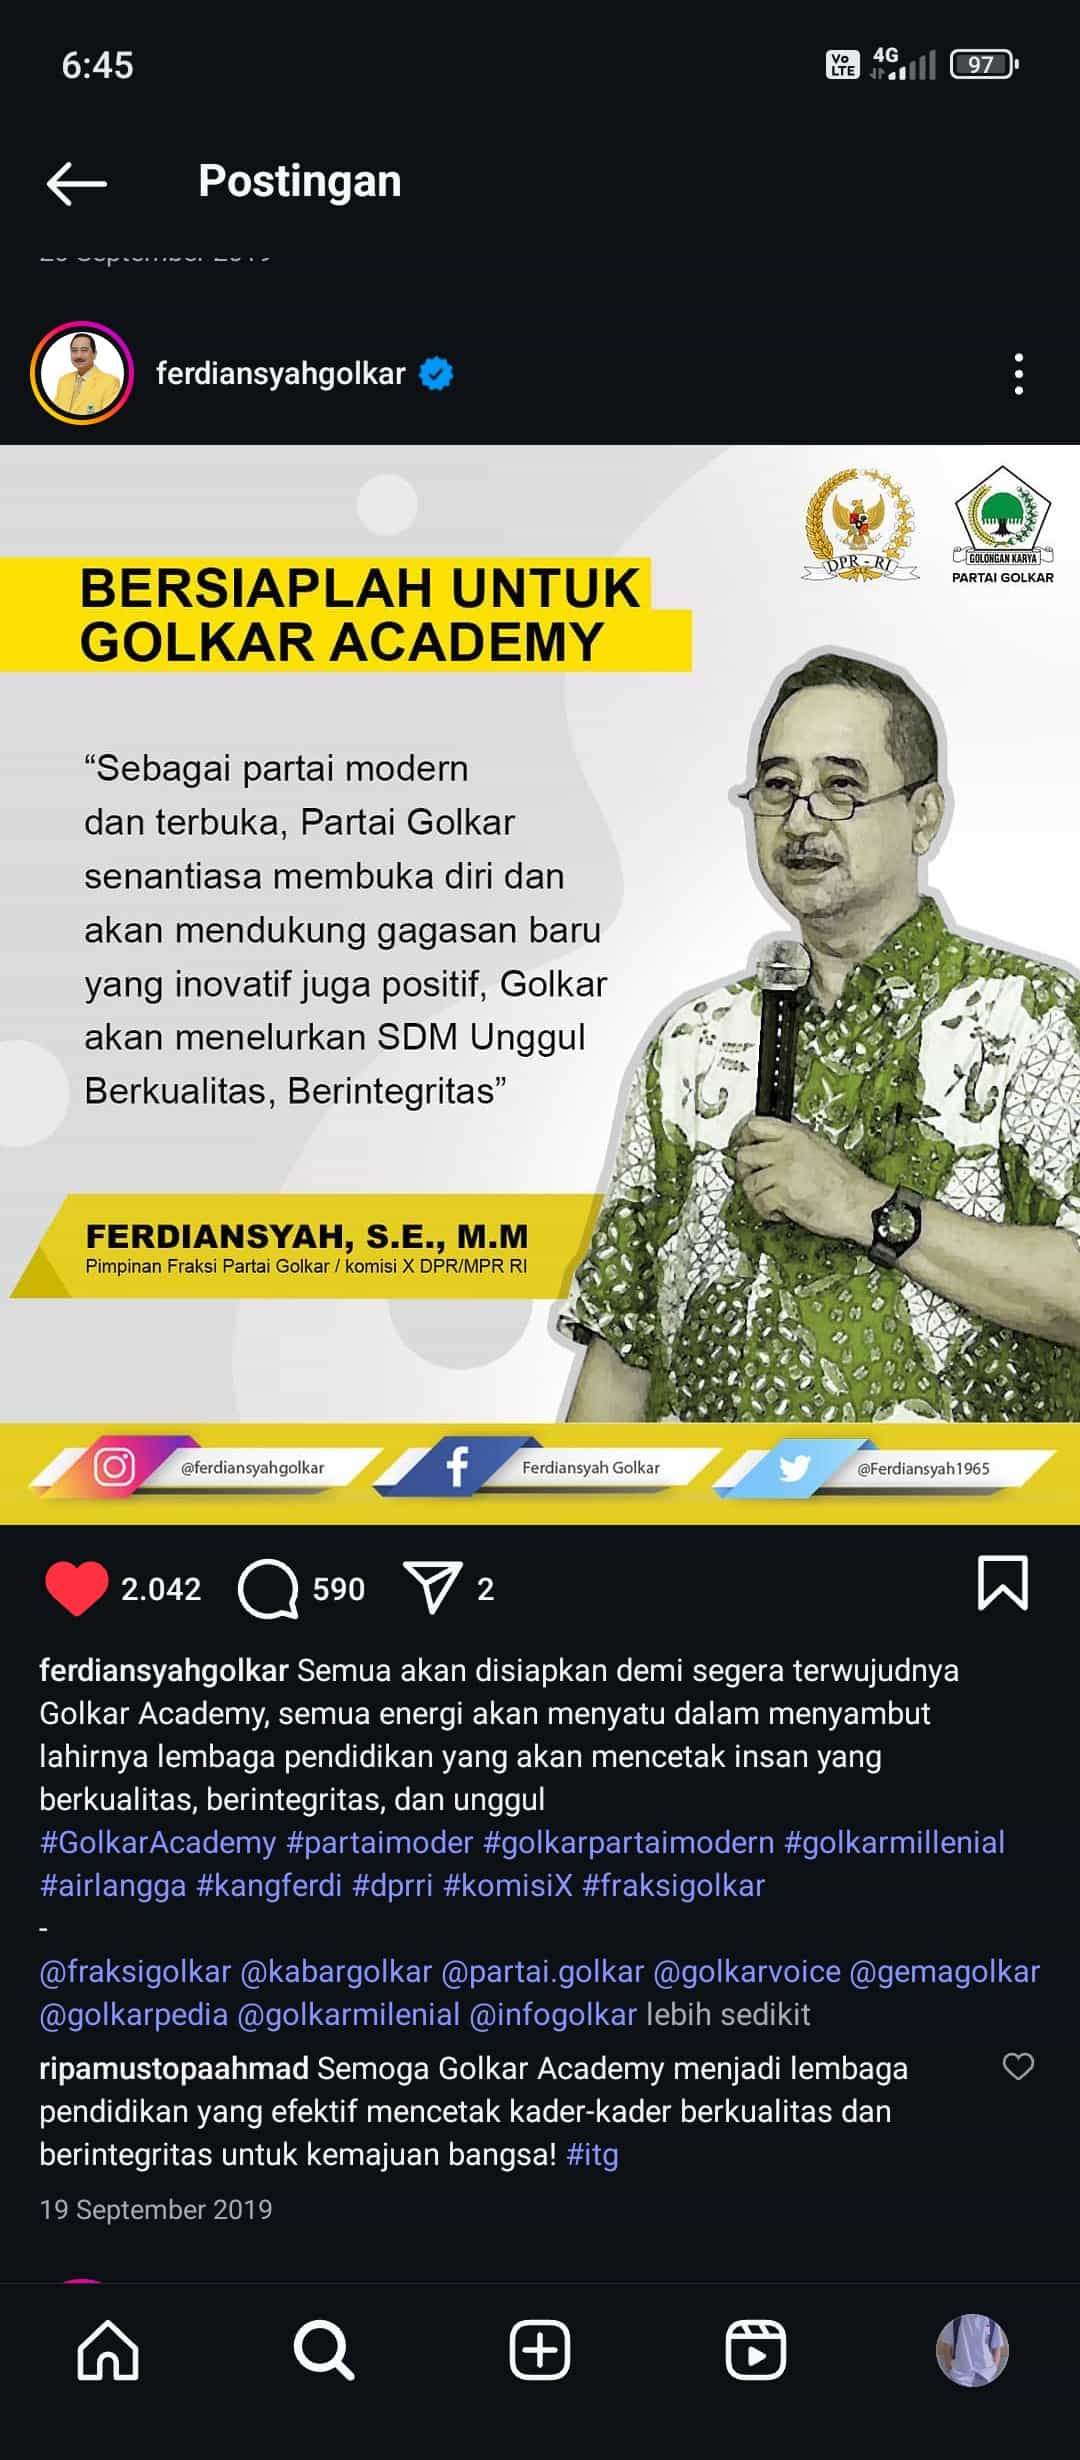 6:45
Vo LTE
4G
97
Postingan
September 2019
ferdiansyahgolkar
DPR - RI
GOLONGAN KARYA
PARTAI GOLKAR
BERSIAPLAH UNTUK
GOLKAR ACADEMY
“Sebagai partai modern
dan terbuka, Partai Golkar
senantiasa membuka diri dan
akan mendukung gagasan baru
yang inovatif juga positif, Golkar
akan menelurkan SDM Unggul
Berkualitas, Berintegritas”
FERDIANSYAH, S.E., M.M
Pimpinan Fraksi Partai Golkar / komisi X DPR/MPR RI
@ferdiansyahgolkar
Ferdiansyah Golkar
@Ferdiansyah1965
2.042
590
2
ferdiansyahgolkar Semua akan disiapkan demi segera terwujudnya
Golkar Academy, semua energi akan menyatu dalam menyambut
lahirnya lembaga pendidikan yang akan mencetak insan yang
berkualitas, berintegritas, dan unggul
#GolkarAcademy #partaimoder #golkarpartaimodern #golkarmillenial
#airlangga #kangferdi #dprri #komisiX #fraksigolkar
-
@fraksigolkar @kabargolkar @partai.golkar @golkarvoice @gemagolkar
@golkarpedia @golkarmilenial @infogolkar lebih sedikit
ripamustopaahmad Semoga Golkar Academy menjadi lembaga
pendidikan yang efektif mencetak kader-kader berkualitas dan
berintegritas untuk kemajuan bangsa! #itg
19 September 2019